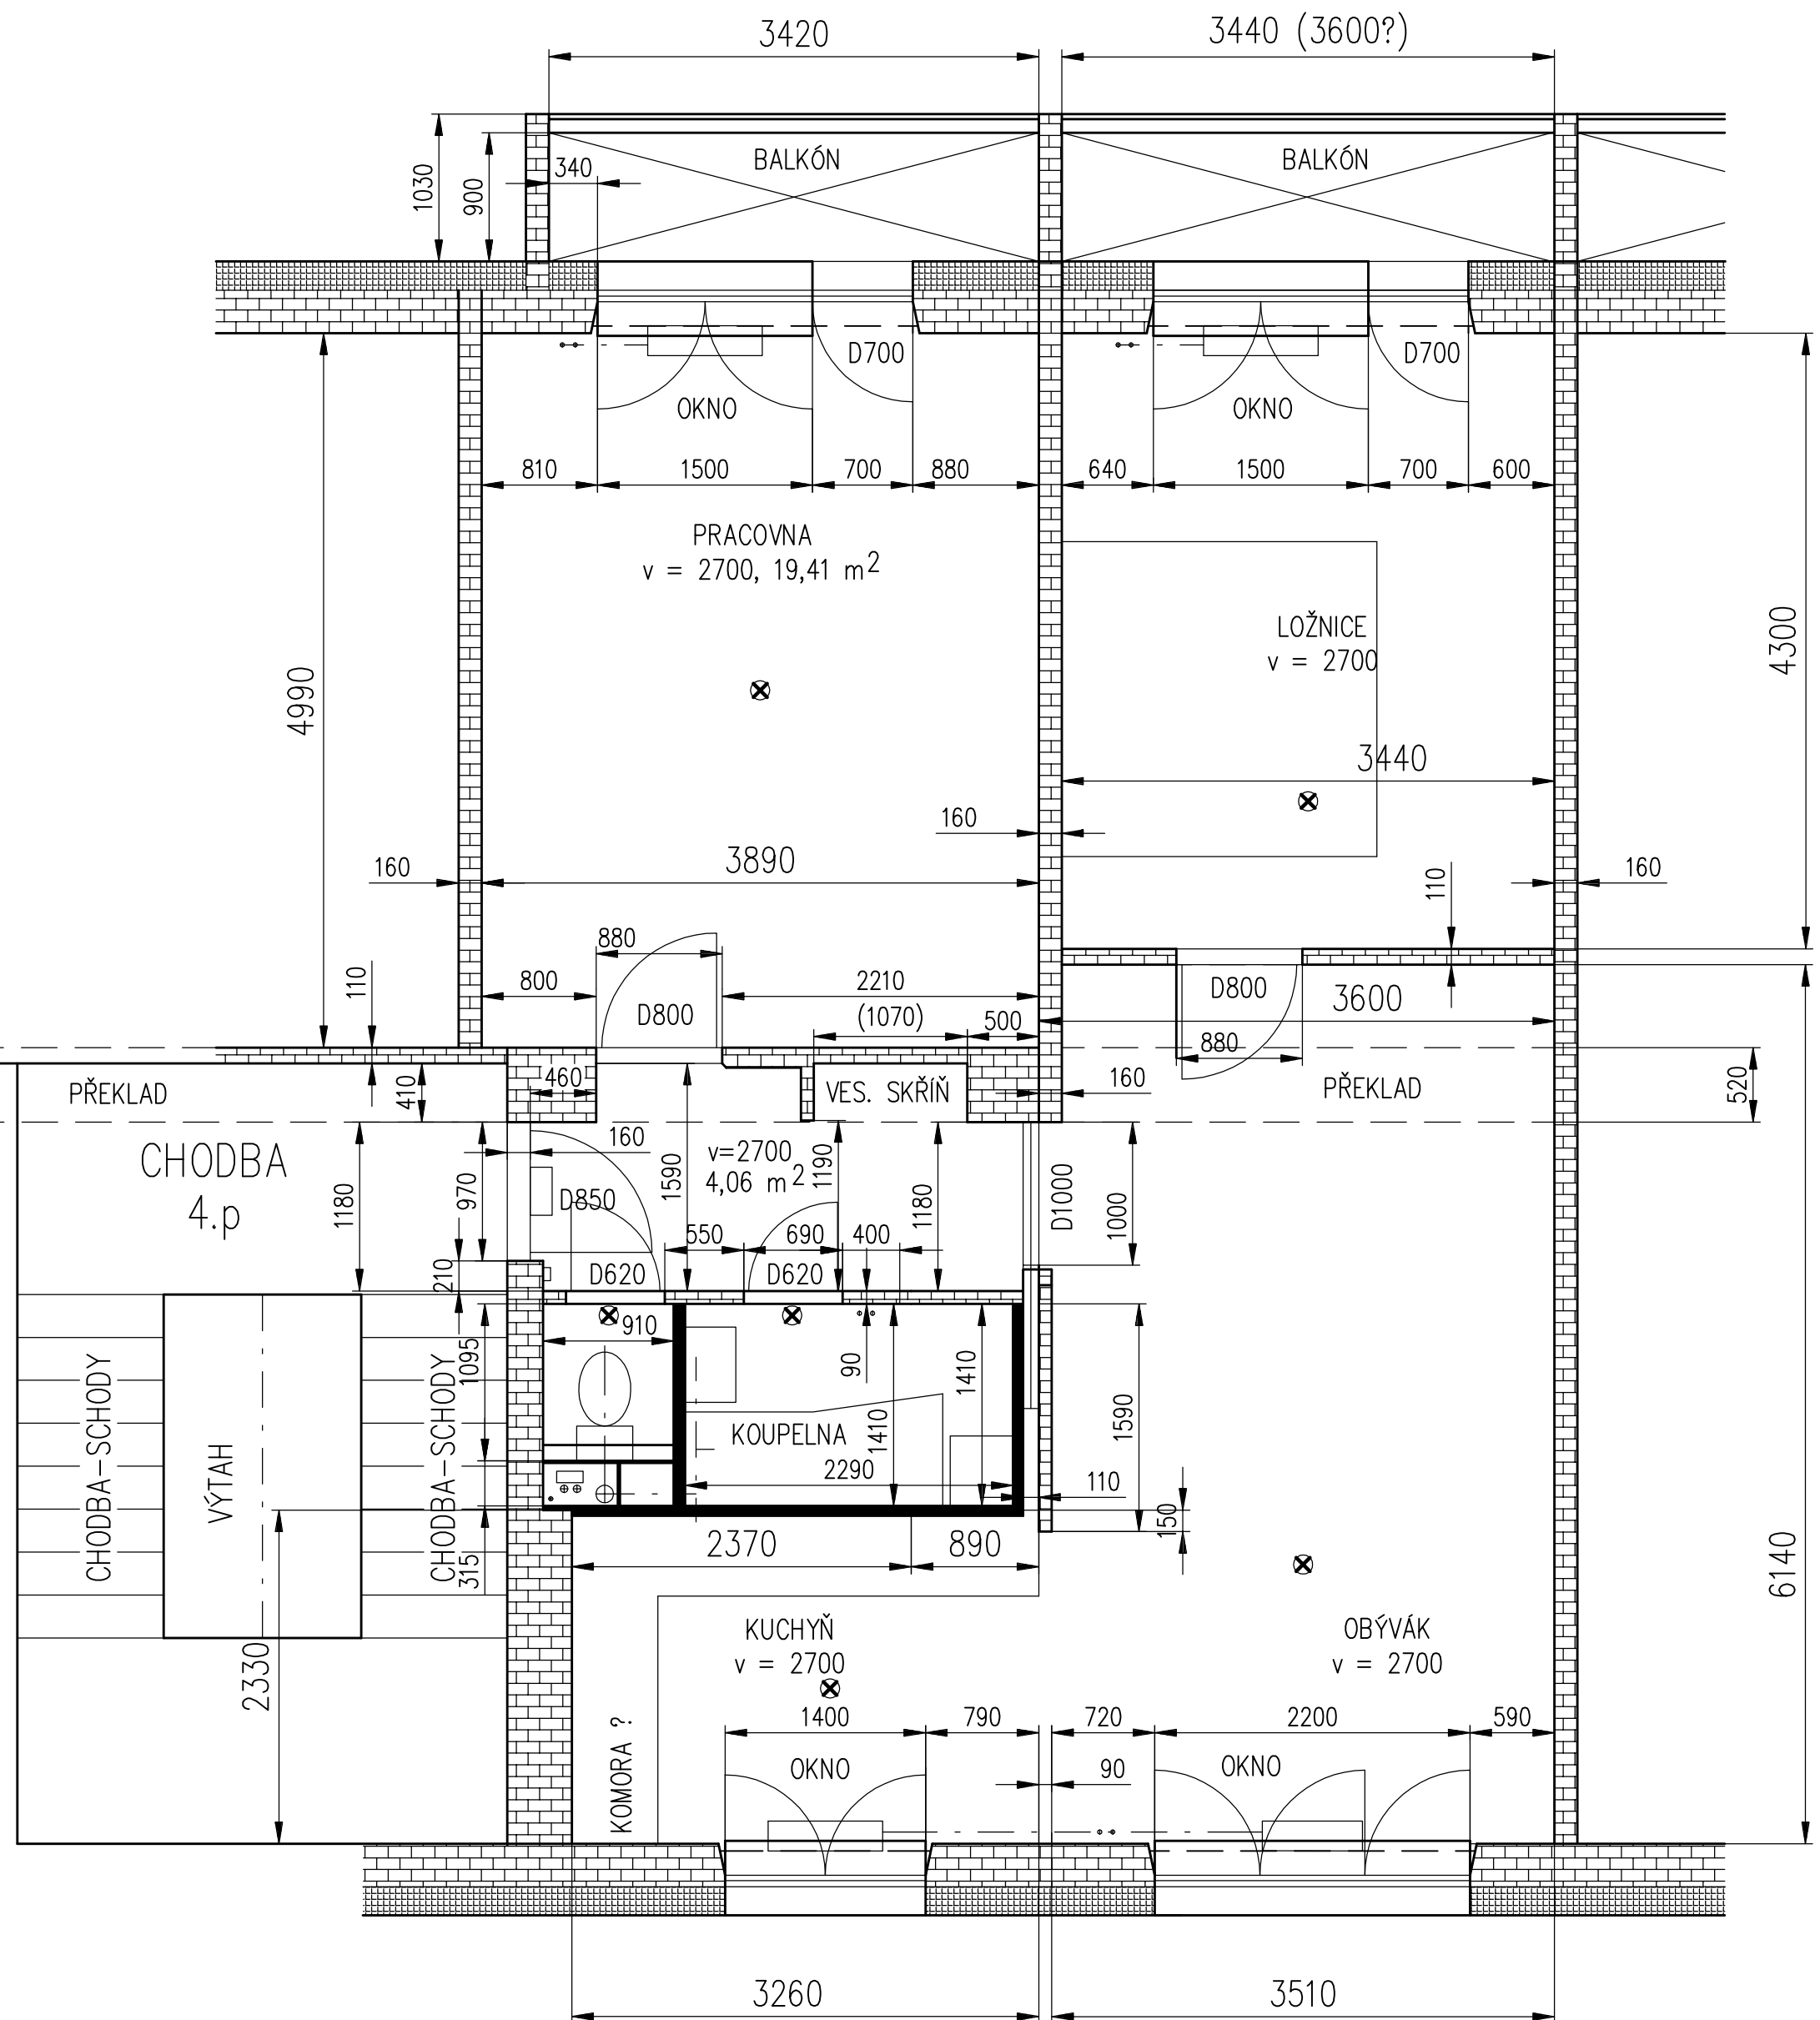 3420
3440 (3600?)
1030
900
340
BALKÓN
BALKÓN
D700
D700
OKNO
OKNO
810
1500
700
880
640
1500
700
600
PRACOVNA
v = 2700, 19,41 m2
LOŽNICE
v = 2700
4990
4300
3440
160
3890
160
110
160
880
800
2210
110
D800
(1070)
500
D800
3600
880
PŘEKLAD
410
460
VES. SKŘÍŇ
160
PŘEKLAD
520
CHODBA
4.p
1180
970
160
D850
1590
v=2700
4,06 m2
1190
1180
D1000
1000
550
690
400
210
D620
D620
910
1095
90
1410
1410
1590
CHODBA-SCHODY
VÝTAH
CHODBA-SCHODY
KOUPELNA
2290
110
150
315
2370
890
6140
2330
KUCHYŇ
v = 2700
OBÝVÁK
v = 2700
KOMORA ?
1400
790
720
2200
590
OKNO
90
OKNO
3260
3510